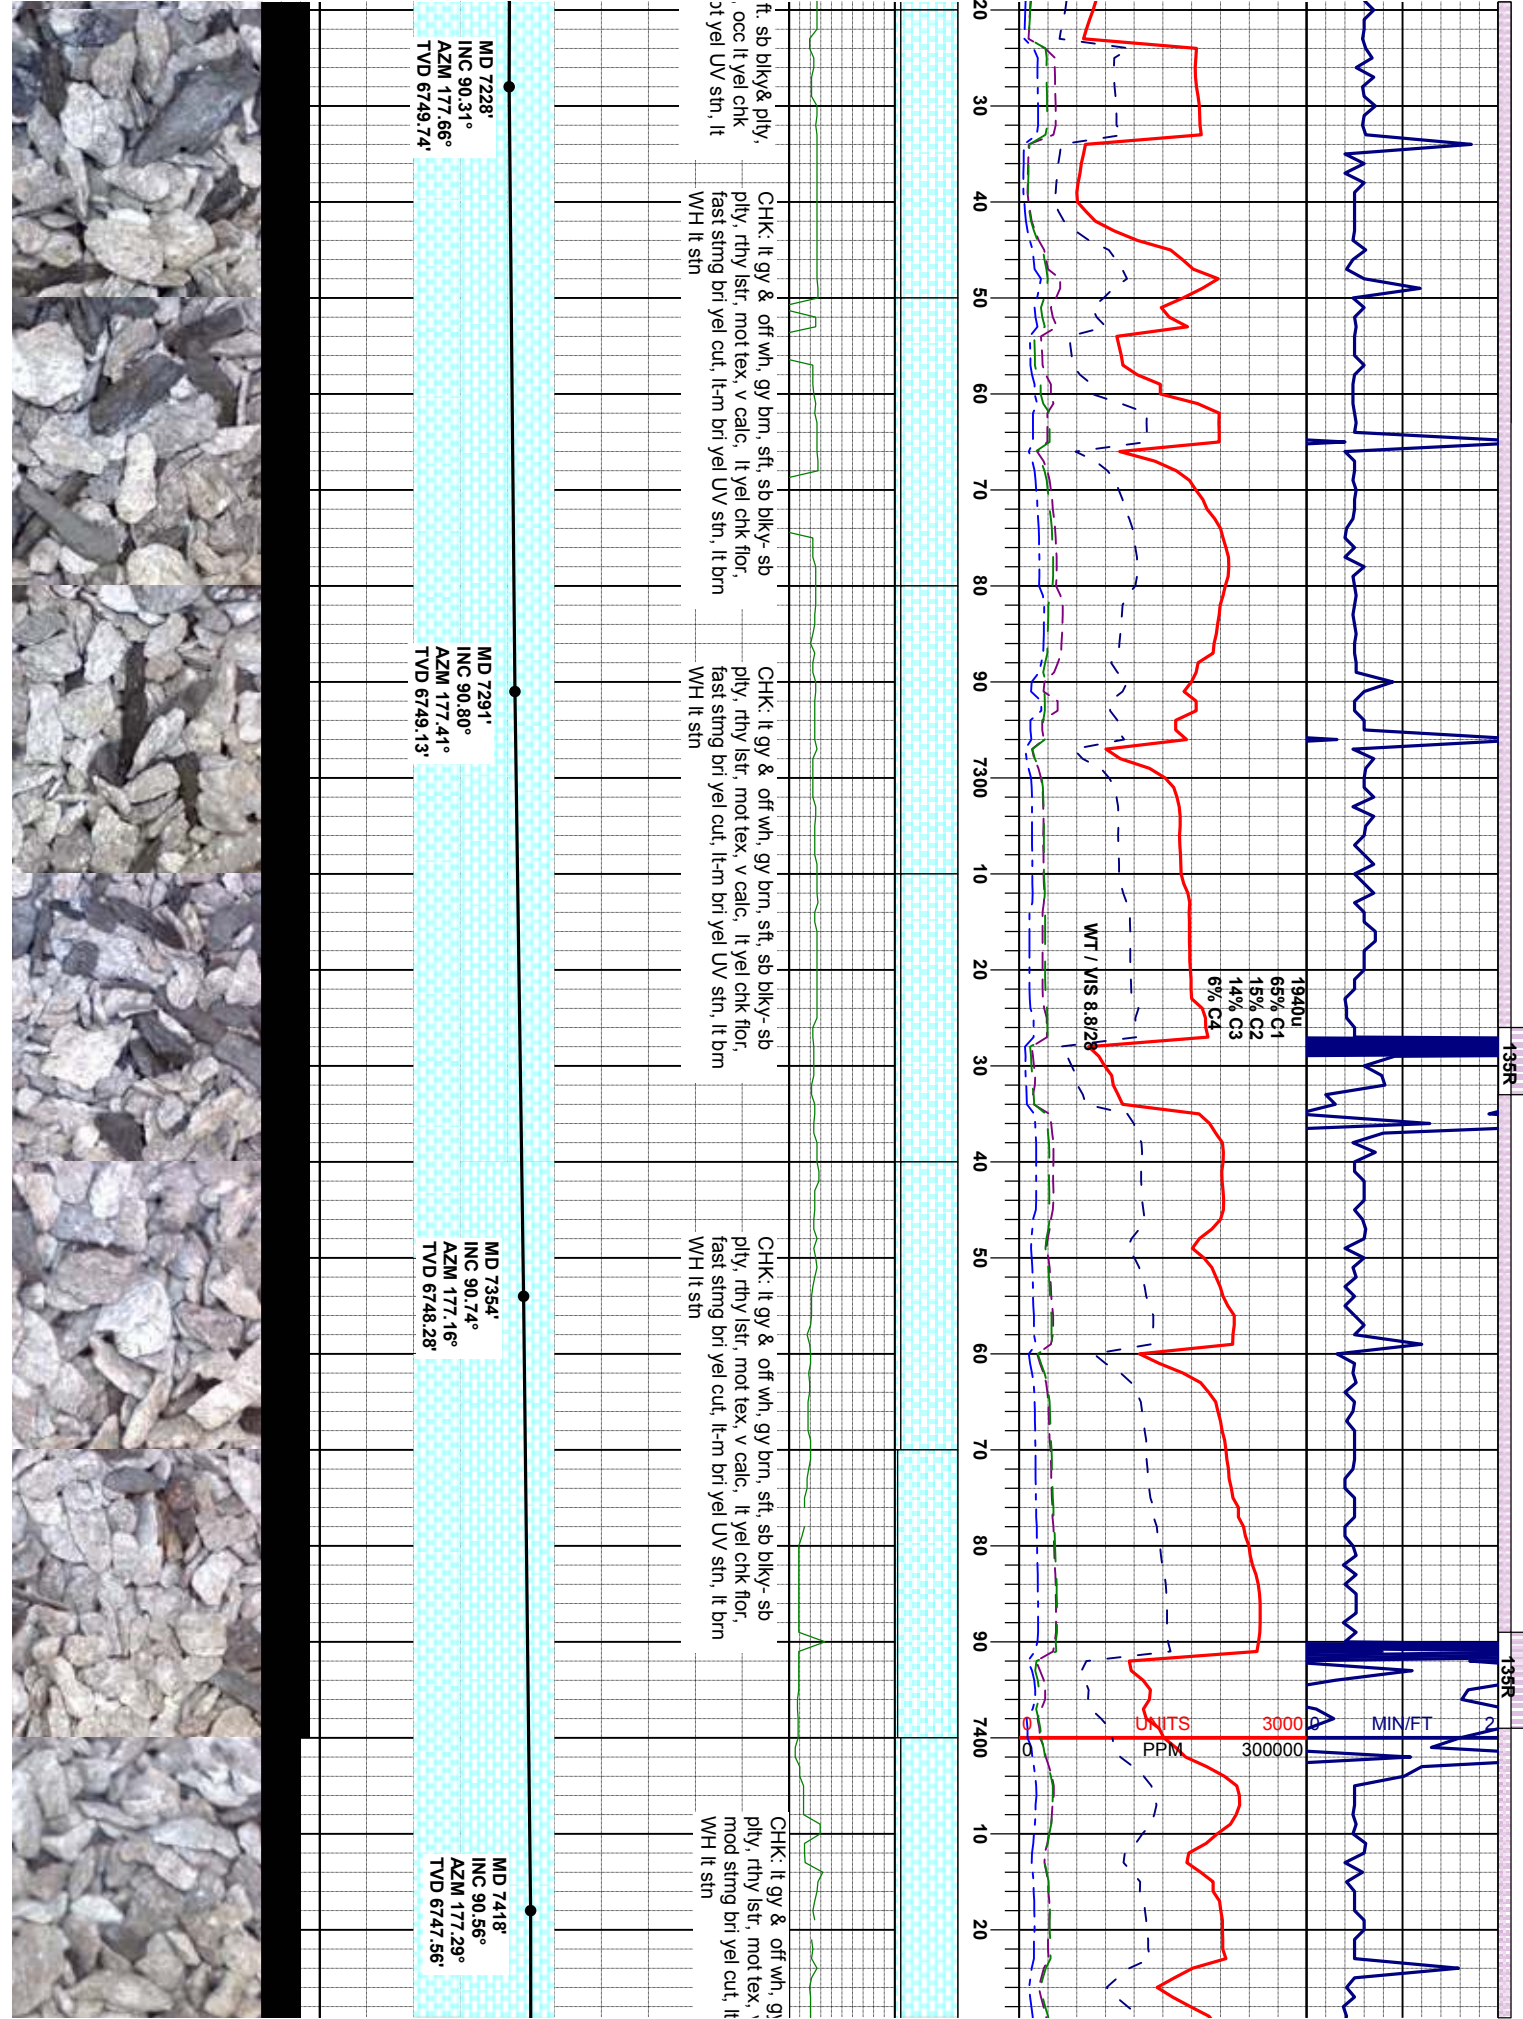 ft. sb blky& plty,
, occ lt yel chk
ot yel UV stn, lt
MD 7228'
INC 90.31°
AZM 177.66°
TVD 6749.74'
CHK: lt gy & off wh, gy brn, sft, sb blky- sb
plty, rthy lstr, mot tex, v calc, lt yel chk flor,
fast stmg bri yel cut, lt-m bri yel UV stn, lt brn
WH lt stn
MD 7291'
INC 90.80°
AZM 177.41°
TVD 6749.13'
CHK: lt gy & off wh, gy brn, sft, sb blky- sb
plty, rthy lstr, mot tex, v calc, lt yel chk flor,
fast stmg bri yel cut, lt-m bri yel UV stn, lt brn
WH lt stn
MD 7354'
INC 90.74°
AZM 177.16°
TVD 6748.28'
CHK: lt gy & off wh, gy brn, sft, sb blky- sb
plty, rthy lstr, mot tex, v calc, lt yel chk flor,
fast stmg bri yel cut, lt-m bri yel UV stn, lt brn
WH lt stn
MD 7418'
INC 90.56°
AZM 177.29°
TVD 6747.56'
CHK: lt gy & off wh, gy
plty, rthy lstr, mot tex,
mod stmg bri yel cut, lt
WH lt stn
20
30
40
50
60
70
80
90
7300
10
20
30
40
50
60
70
80
90
7400
10
20
1940u
65% C1
15% C2
14% C3
6% C4
WT / VIS 8.8/28
135R
135R
0 UNITS 3000
0 PPM 300000
0 MIN/FT 2